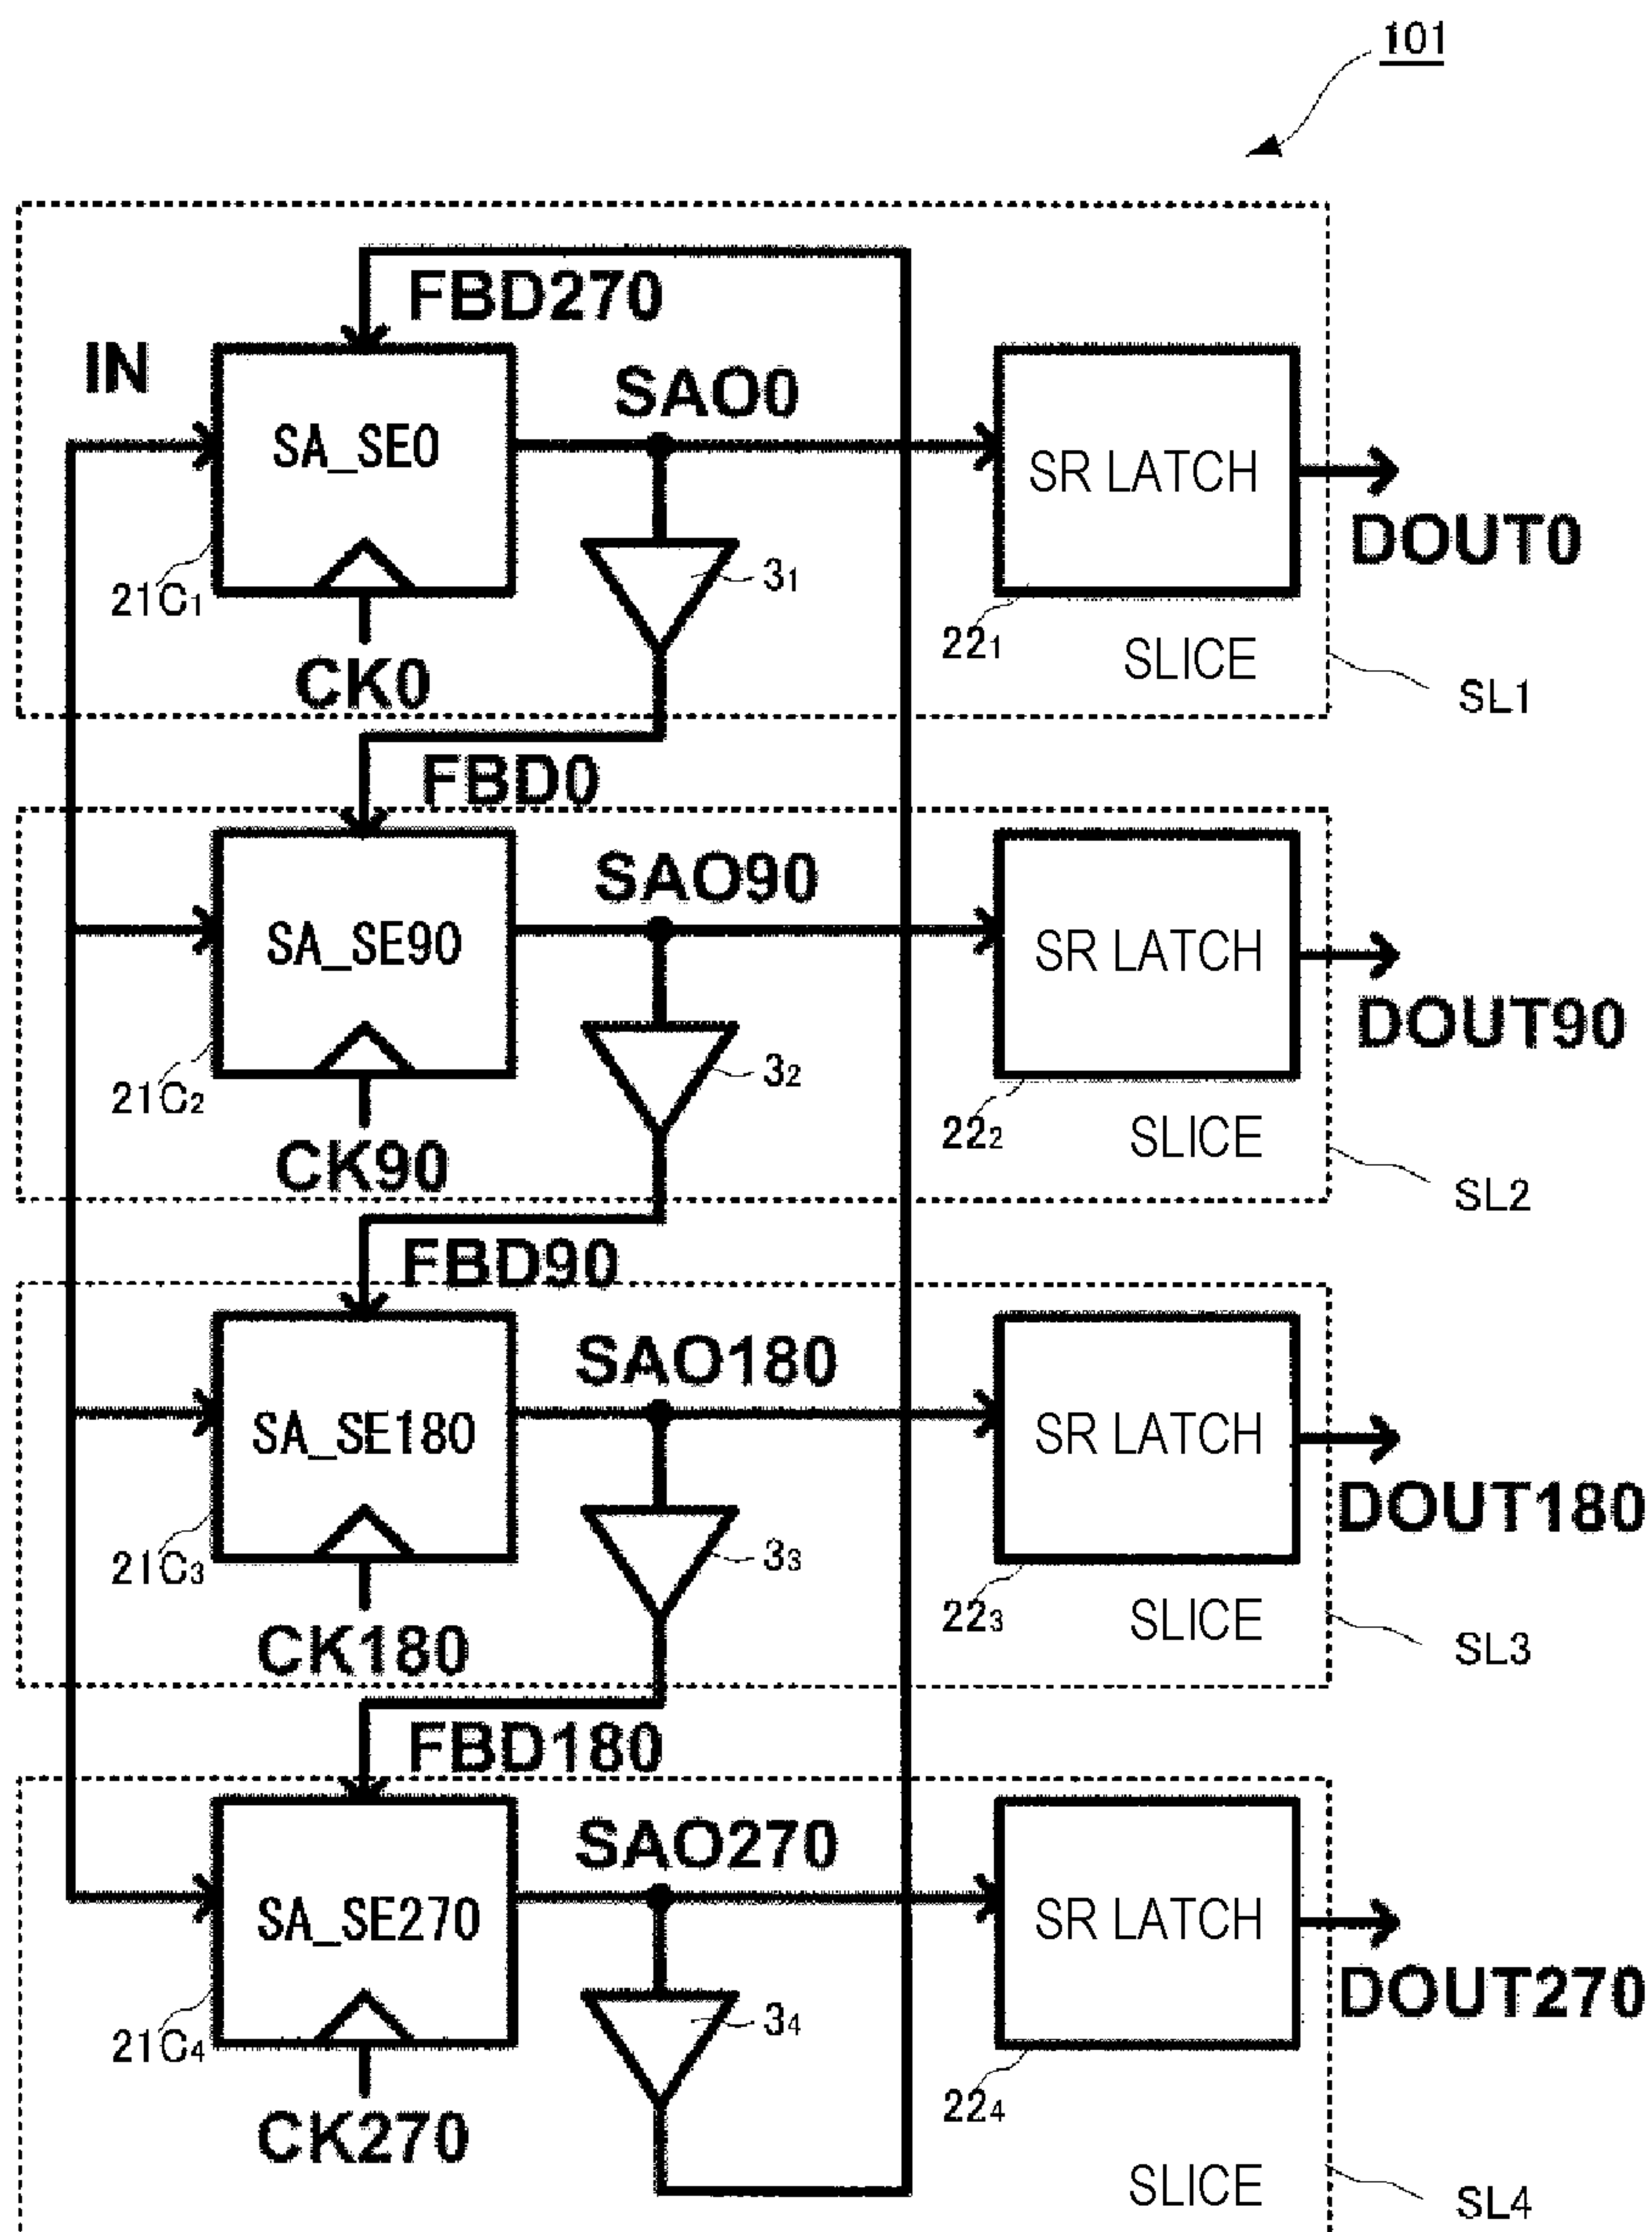 101
FBD270
IN
SAO0
SA_SE0
SR LATCH
DOUT0
21C1
31
221
SLICE
CK0
SL1
FBD0
SAO90
SA_SE90
SR LATCH
DOUT90
21C2
32
222
SLICE
CK90
SL2
FBD90
SAO180
SA_SE180
SR LATCH
DOUT180
21C3
33
223
SLICE
CK180
SL3
FBD180
SAO270
SA_SE270
SR LATCH
DOUT270
21C4
34
224
CK270
SLICE
SL4